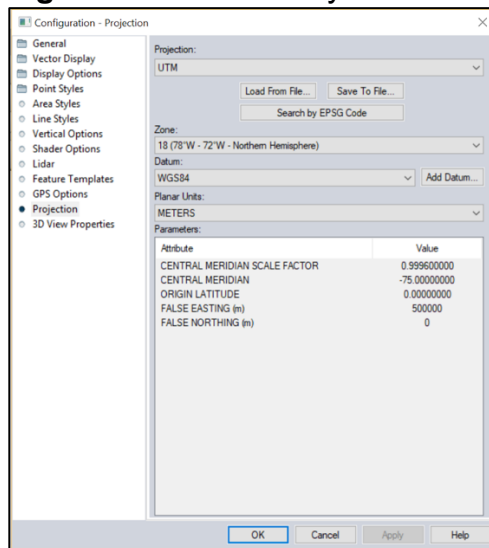 Configuration - Projection
General
Vector Display
Display Options
Point Styles
Area Styles
Line Styles
Vertical Options
Shader Options
Lidar
Feature Templates
GPS Options
Projection
3D View Properties
Projection:
UTM
Load From File... Save To File...
Search by EPSG Code
Zone:
18 (78°W - 72°W - Northern Hemisphere)
Datum:
WGS84 Add Datum...
Planar Units:
METERS
Parameters:
Attribute Value
CENTRAL MERIDIAN SCALE FACTOR 0.999600000
CENTRAL MERIDIAN -75.00000000
ORIGIN LATITUDE 0.00000000
FALSE EASTING (m) 500000
FALSE NORTHING (m) 0
OK Cancel Apply Help